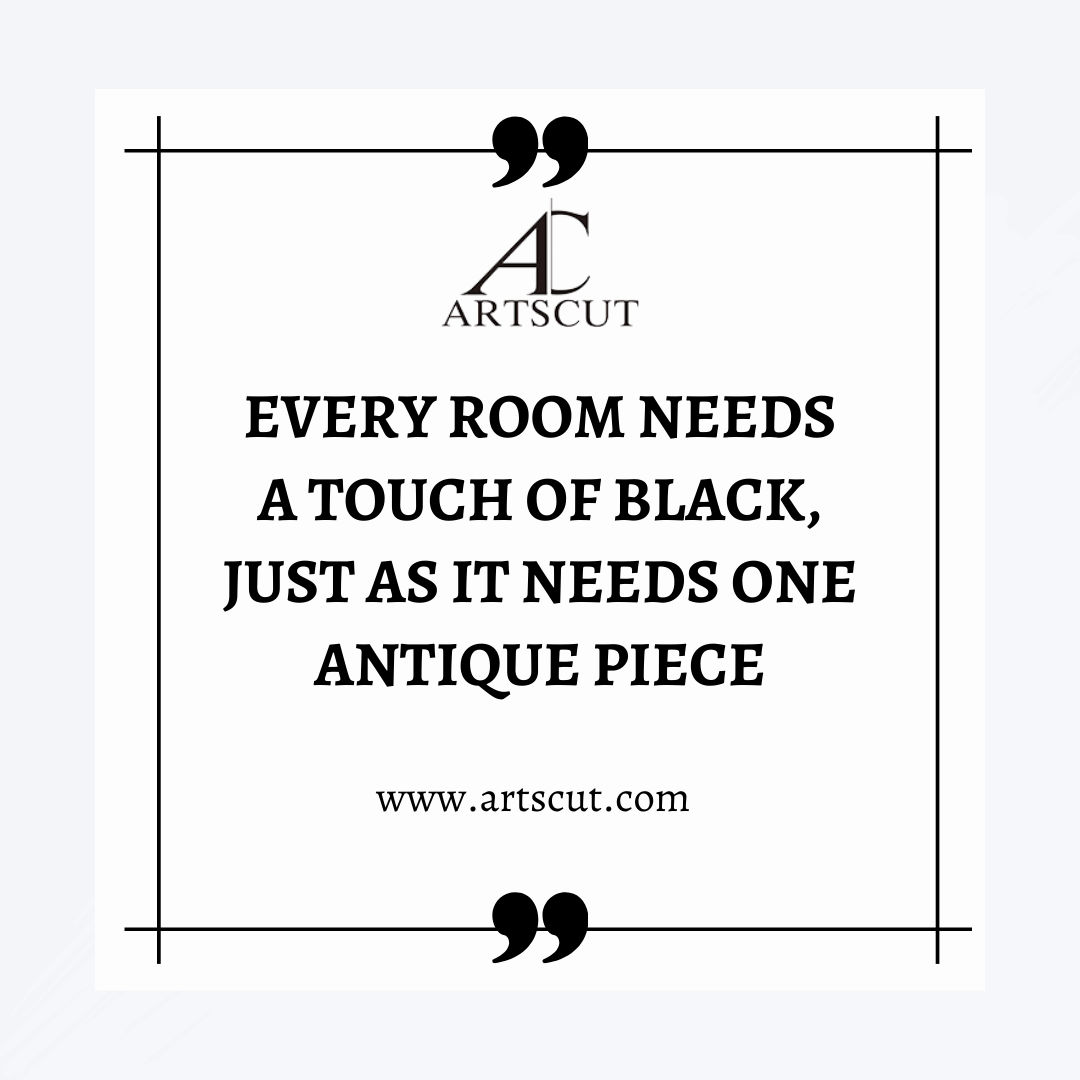 ”
AC
ARTSCUT
EVERY ROOM NEEDS
A TOUCH OF BLACK,
JUST AS IT NEEDS ONE
ANTIQUE PIECE
www.artscut.com
”